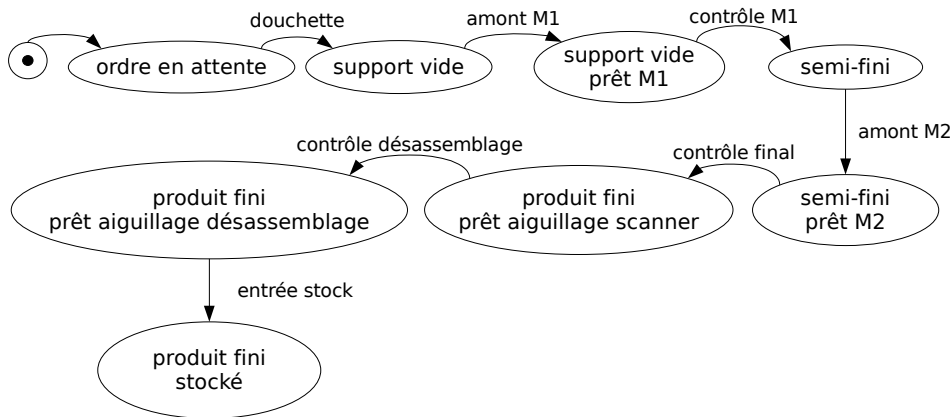 douchette
amont M1
contrôle M1
ordre en attente
support vide
support vide
prêt M1
semi-fini
amont M2
contrôle désassemblage
contrôle final
produit fini
prêt aiguillage désassemblage
produit fini
prêt aiguillage scanner
semi-fini
prêt M2
entrée stock
produit fini
stocké